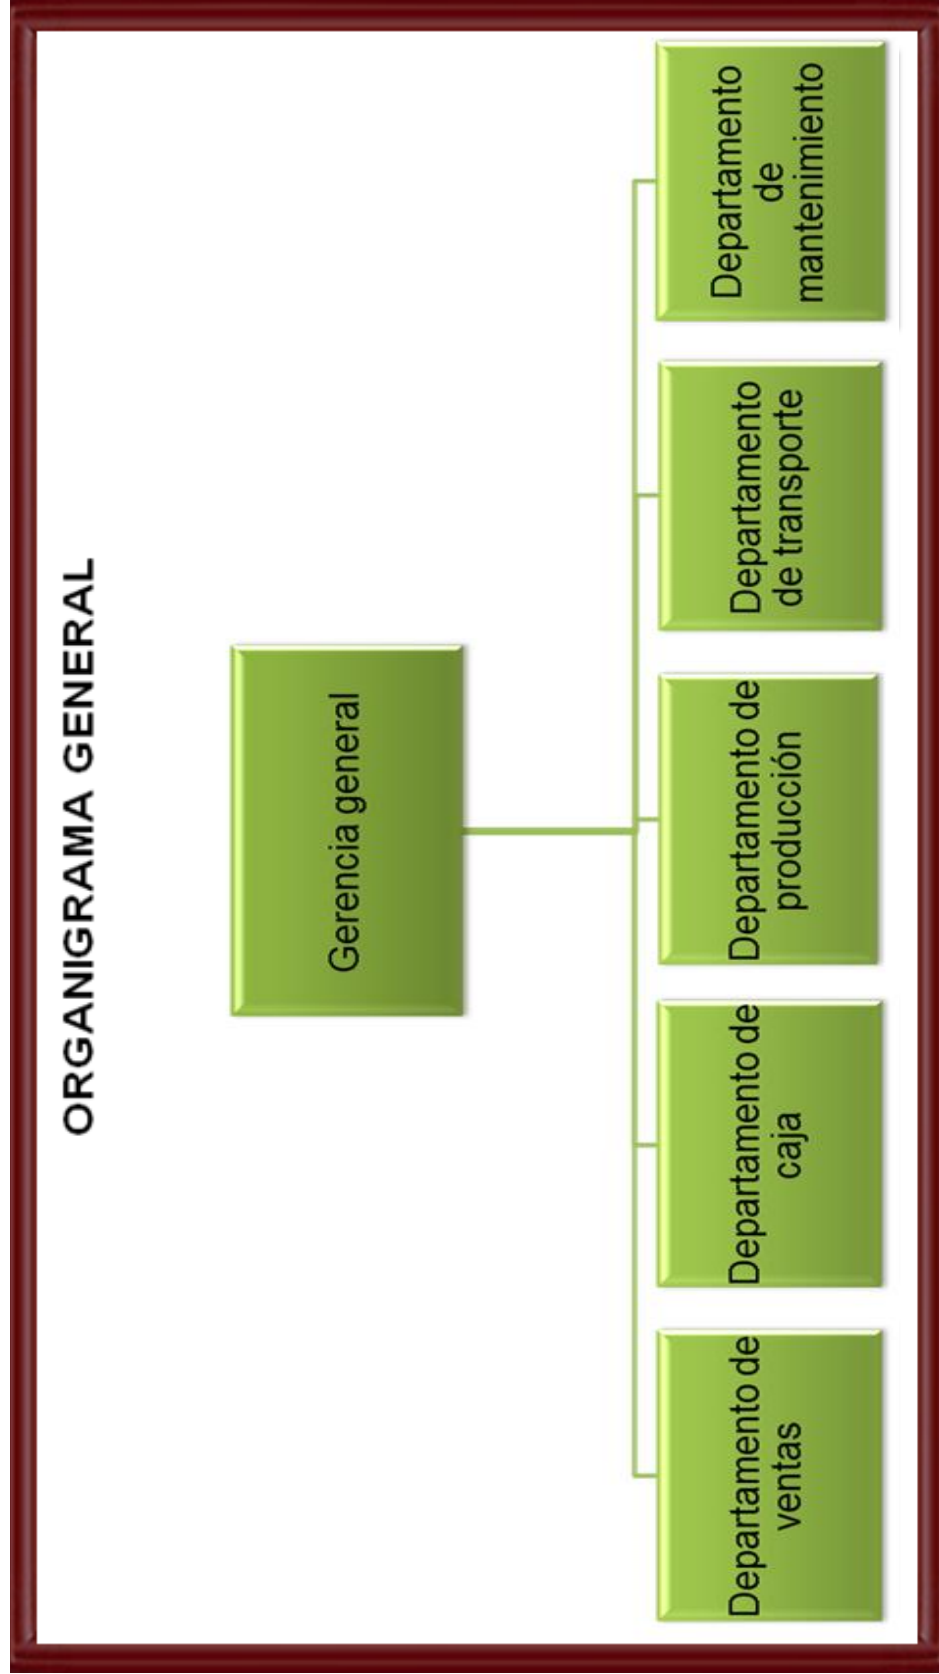 ORGANIGRAMA GENERAL
Gerencia general
Departamento de
ventas
Departamento de
caja
Departamento de
producción
Departamento
de transporte
Departamento
de
mantenimiento